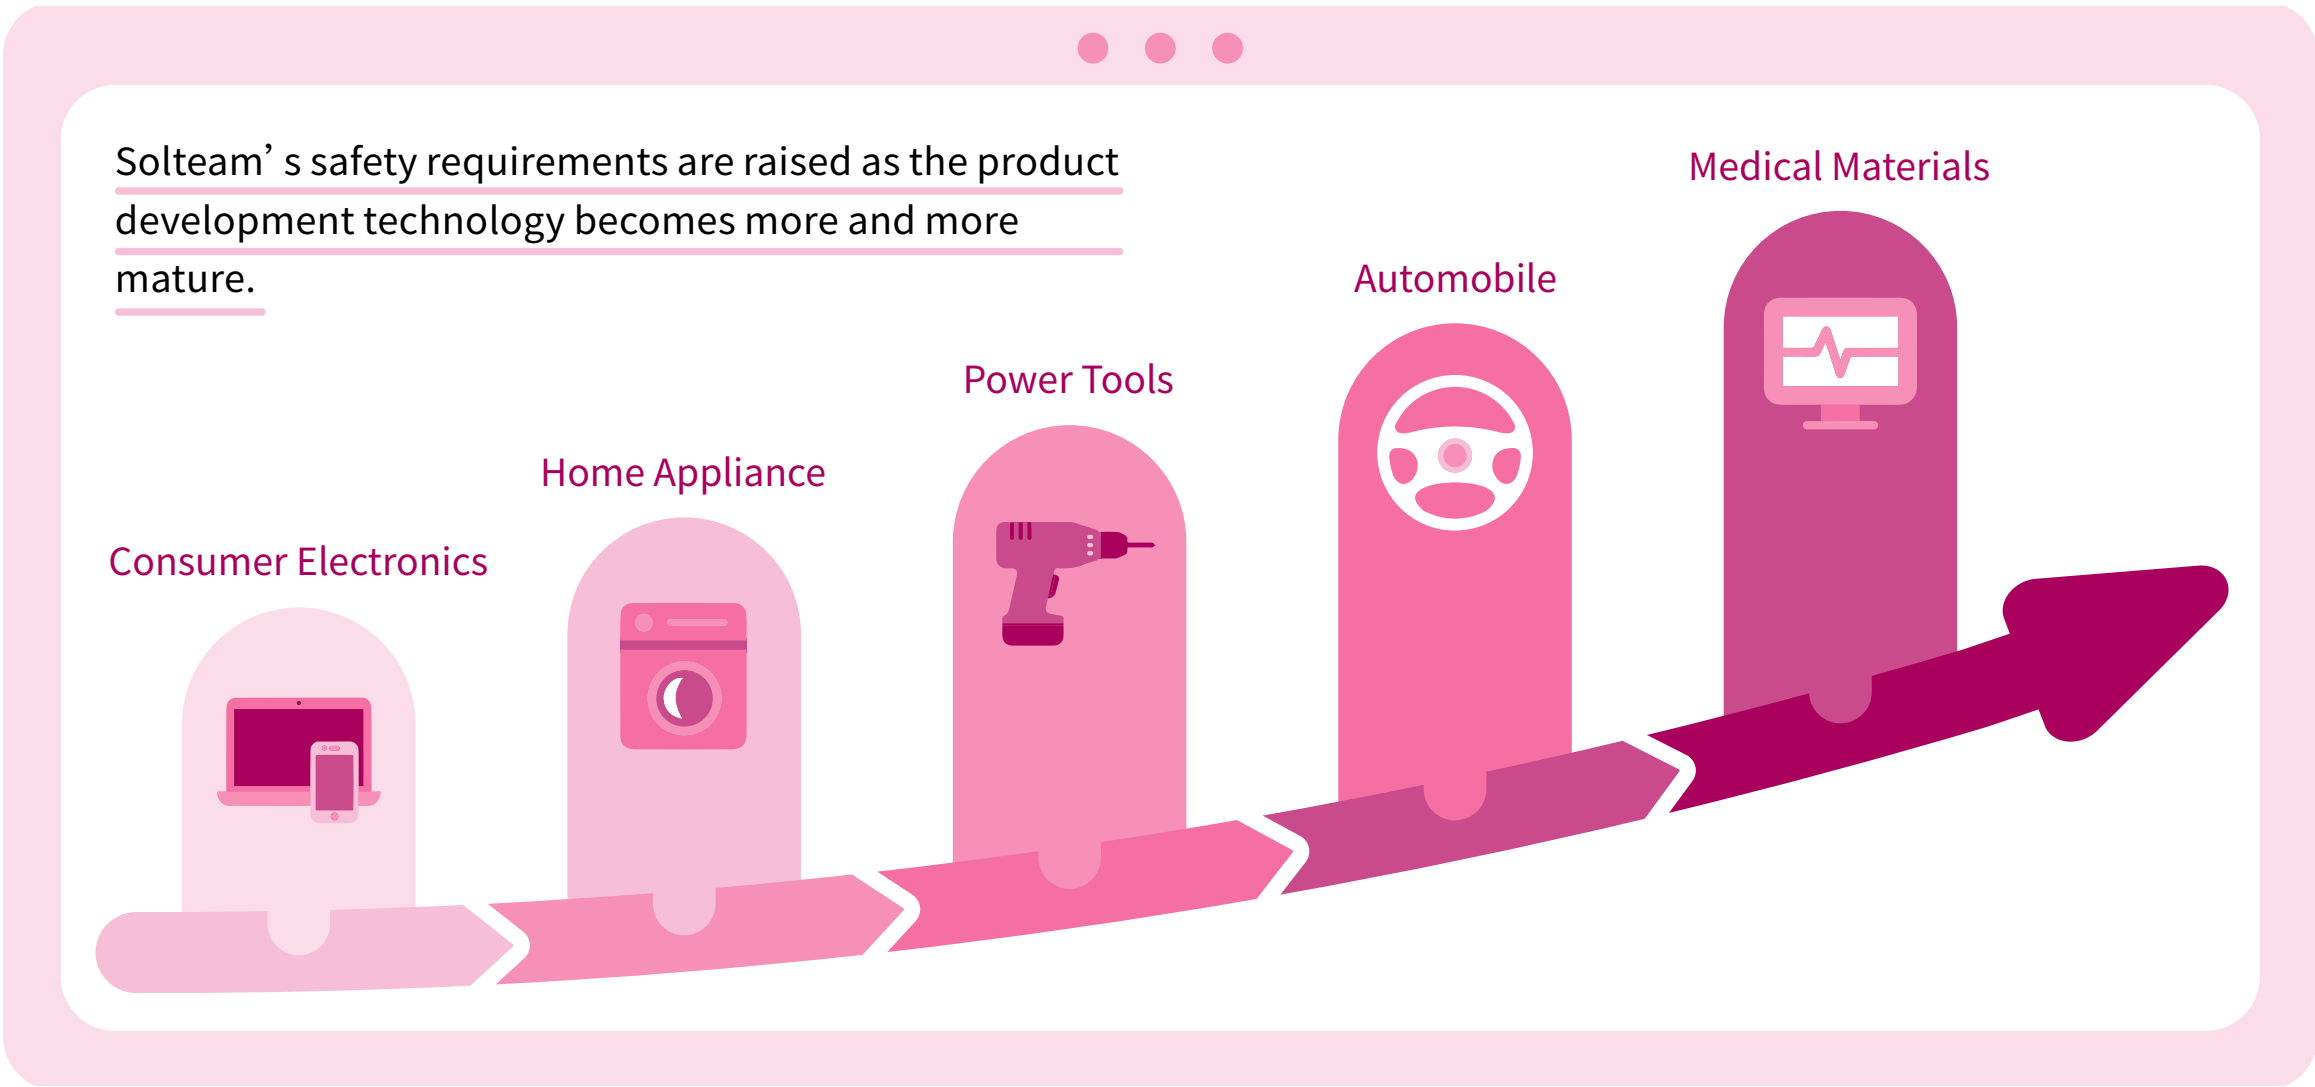 Solteam’ s safety requirements are raised as the product
development technology becomes more and more
mature.
Consumer Electronics
Home Appliance
Power Tools
Automobile
Medical Materials